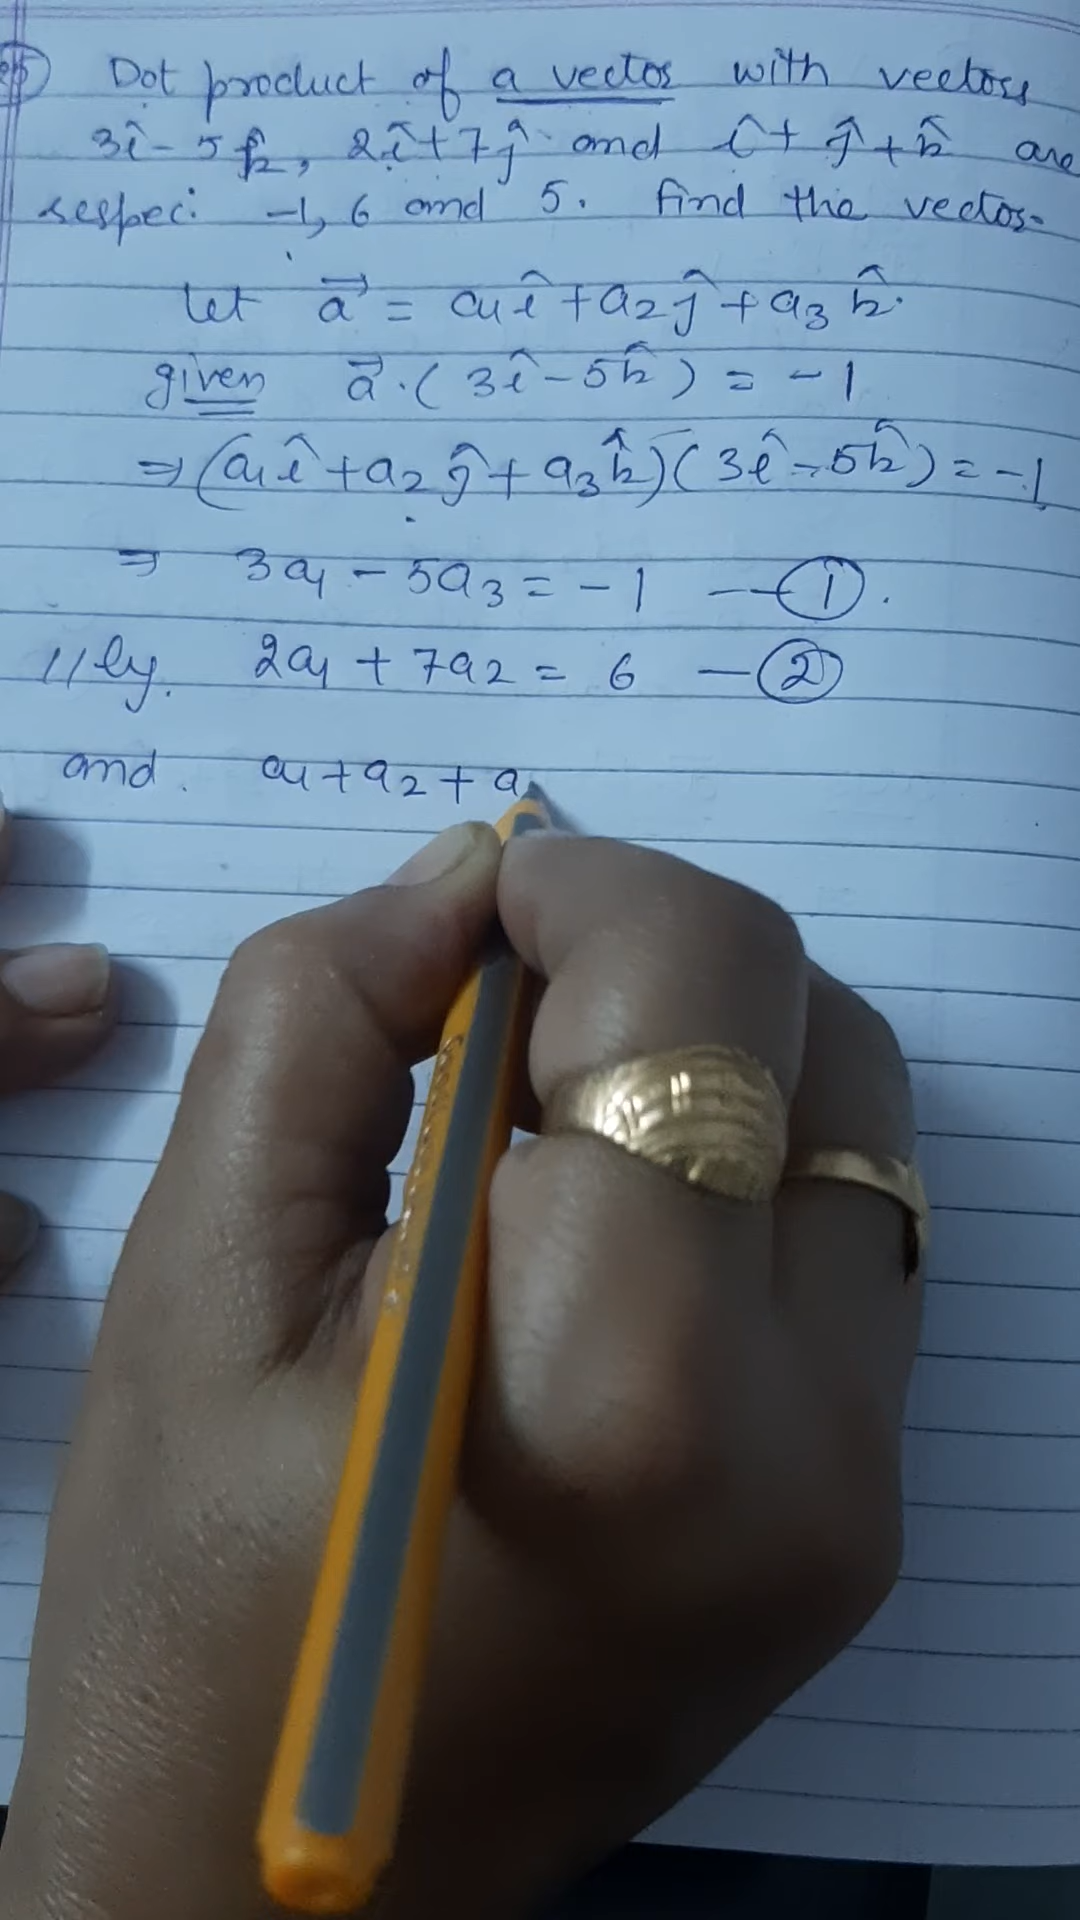 Dot product of a vector with vectors
3î - 5k̂, 2î + 7ĵ and î + ĵ + k̂ are
respec. -1, 6 and 5. find the vector.
let a⃗ = a₁î + a₂ĵ + a₃k̂.
given a⃗ . ( 3î - 5k̂ ) = - 1
⇒ (a₁î + a₂ĵ + a₃k̂)(3î - 5k̂) = -1
⇒ 3a₁ - 5a₃ = - 1 — ①.
//ly. 2a₁ + 7a₂ = 6 — ②
and. a₁ + a₂ + a